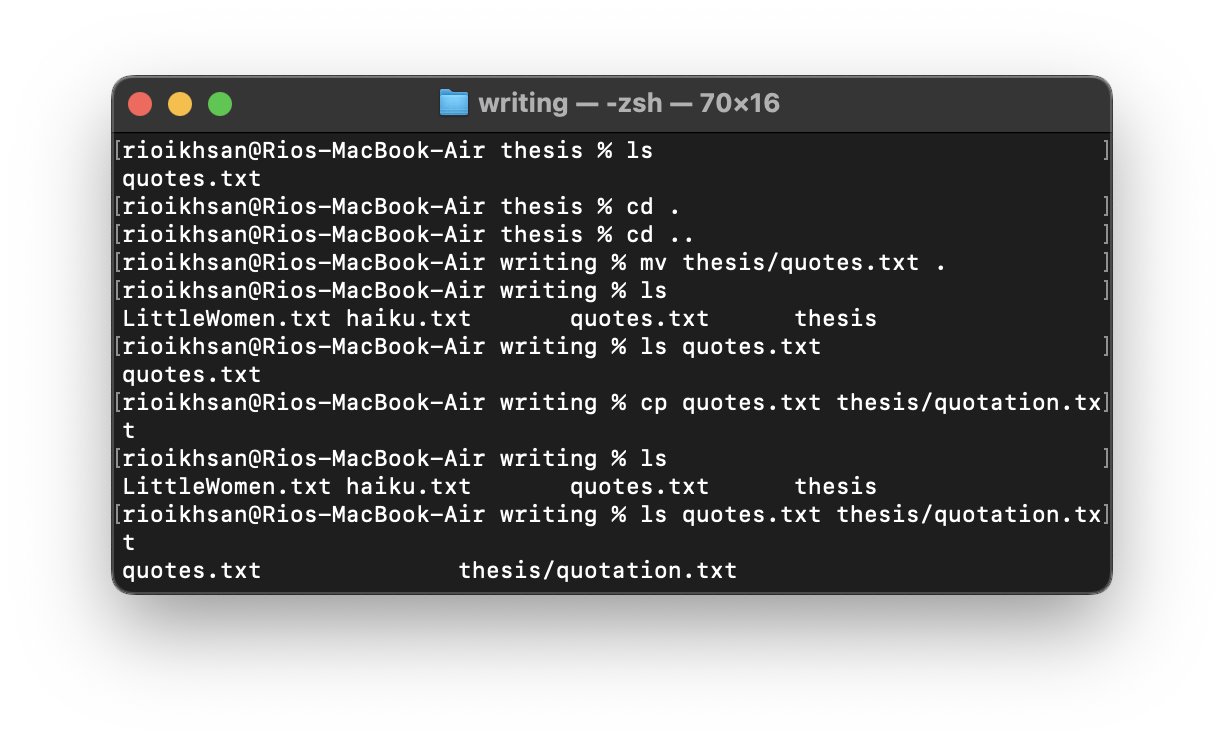 writing — -zsh — 70×16
[rioikhsan@Rios-MacBook-Air thesis % ls ]
quotes.txt
[rioikhsan@Rios-MacBook-Air thesis % cd . ]
[rioikhsan@Rios-MacBook-Air thesis % cd .. ]
[rioikhsan@Rios-MacBook-Air writing % mv thesis/quotes.txt . ]
[rioikhsan@Rios-MacBook-Air writing % ls ]
LittleWomen.txt haiku.txt       quotes.txt      thesis
[rioikhsan@Rios-MacBook-Air writing % ls quotes.txt ]
quotes.txt
[rioikhsan@Rios-MacBook-Air writing % cp quotes.txt thesis/quotation.tx]
t
[rioikhsan@Rios-MacBook-Air writing % ls ]
LittleWomen.txt haiku.txt       quotes.txt      thesis
[rioikhsan@Rios-MacBook-Air writing % ls quotes.txt thesis/quotation.tx]
t
quotes.txt              thesis/quotation.txt